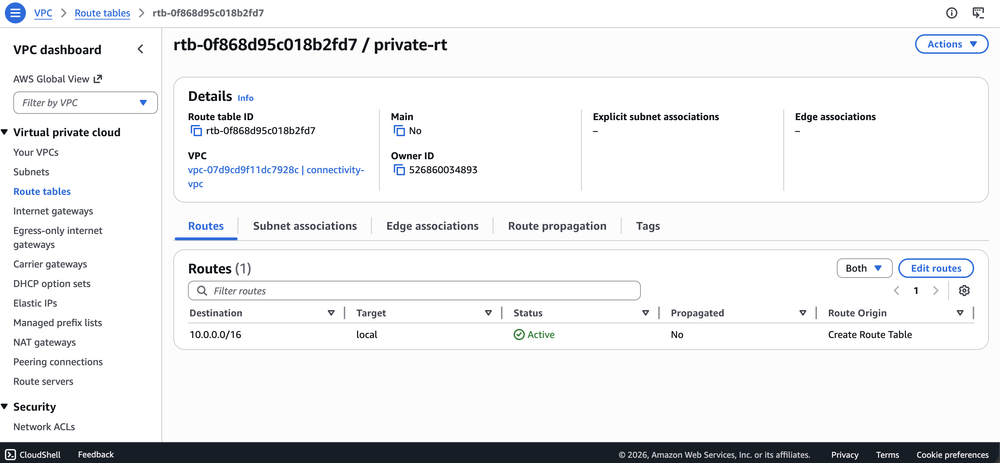 VPC > Route tables > rtb-0f868d95c018b2fd7
VPC dashboard
AWS Global View
Filter by VPC
Virtual private cloud
Your VPCs
Subnets
Route tables
Internet gateways
Egress-only internet
gateways
Carrier gateways
DHCP option sets
Elastic IPs
Managed prefix lists
NAT gateways
Peering connections
Route servers
Security
Network ACLs
rtb-0f868d95c018b2fd7 / private-rt
Actions
Details Info
Route table ID
rtb-0f868d95c018b2fd7
Main
No
Explicit subnet associations
–
Edge associations
–
VPC
vpc-07d9cd9f11dc7928c | connectivity-
vpc
Owner ID
526860034893
Routes Subnet associations Edge associations Route propagation Tags
Routes (1)
Both Edit routes
Filter routes
1
Destination Target Status Propagated Route Origin
10.0.0.0/16 local Active No Create Route Table
CloudShell Feedback © 2026, Amazon Web Services, Inc. or its affiliates. Privacy Terms Cookie preferences